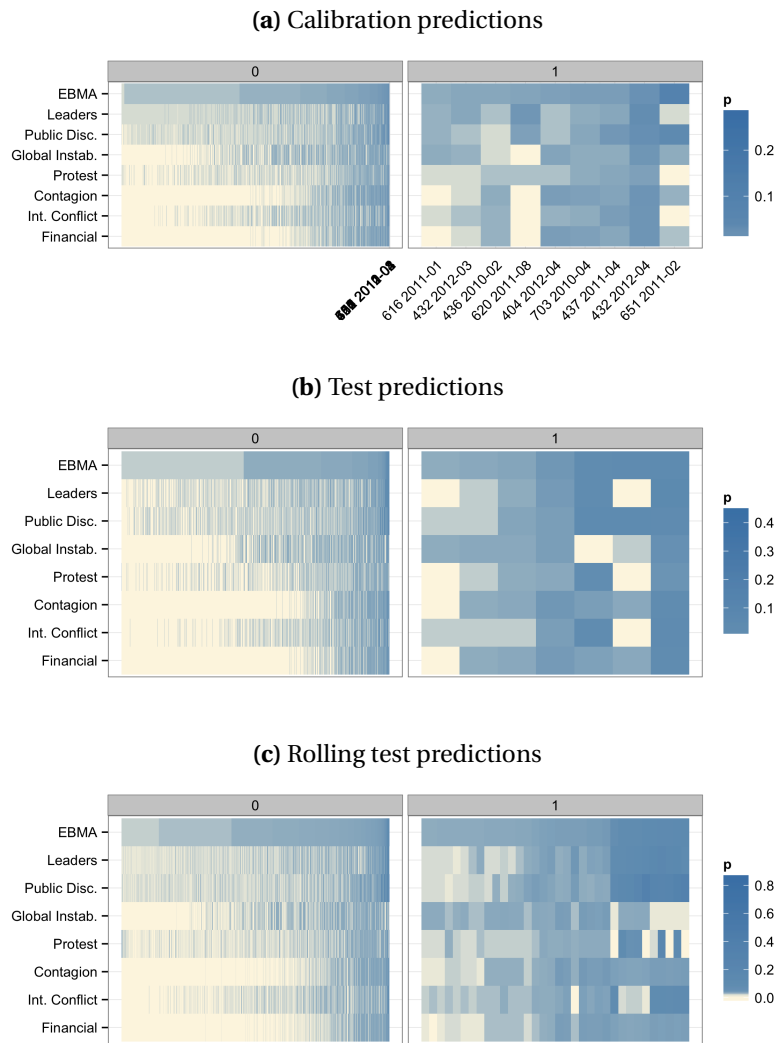 (a) Calibration predictions
0
1
EBMA
Leaders
Public Disc.
Global Instab.
Protest
Contagion
Int. Conflict
Financial
p
0.2
0.1
616 2011-01
432 2012-03
436 2010-02
620 2011-08
404 2012-04
703 2010-04
437 2011-04
432 2012-04
651 2011-02
(b) Test predictions
0
1
EBMA
Leaders
Public Disc.
Global Instab.
Protest
Contagion
Int. Conflict
Financial
p
0.4
0.3
0.2
0.1
(c) Rolling test predictions
0
1
EBMA
Leaders
Public Disc.
Global Instab.
Protest
Contagion
Int. Conflict
Financial
p
0.8
0.6
0.4
0.2
0.0